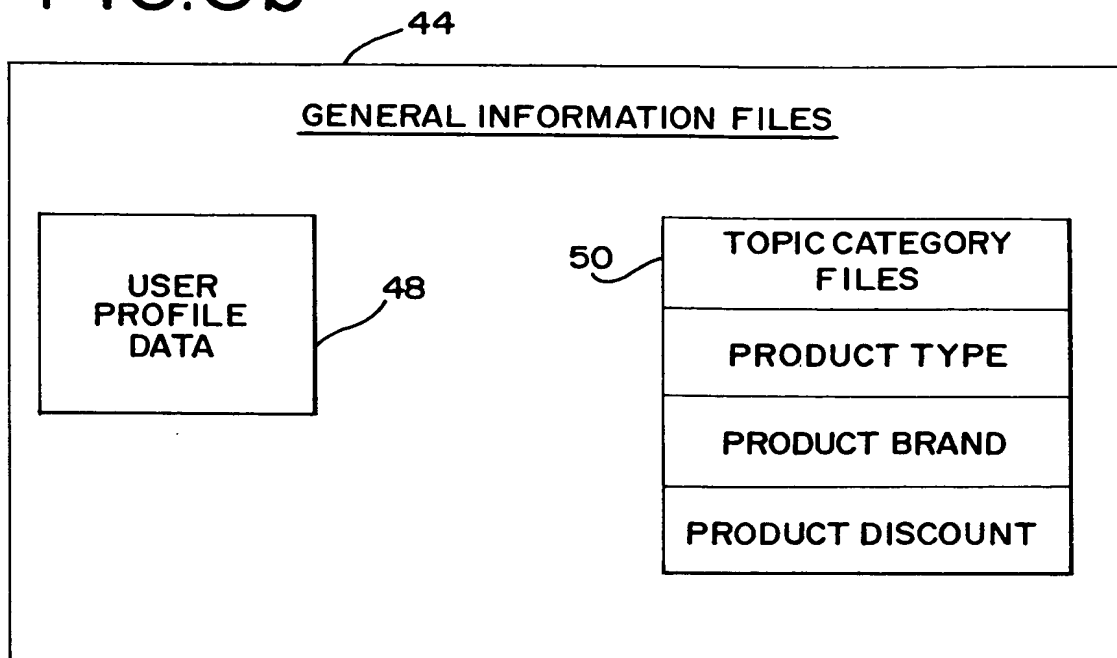 44
GENERAL INFORMATION FILES
USER
PROFILE
DATA
48
50
TOPIC CATEGORY
FILES
PRODUCT TYPE
PRODUCT BRAND
PRODUCT DISCOUNT